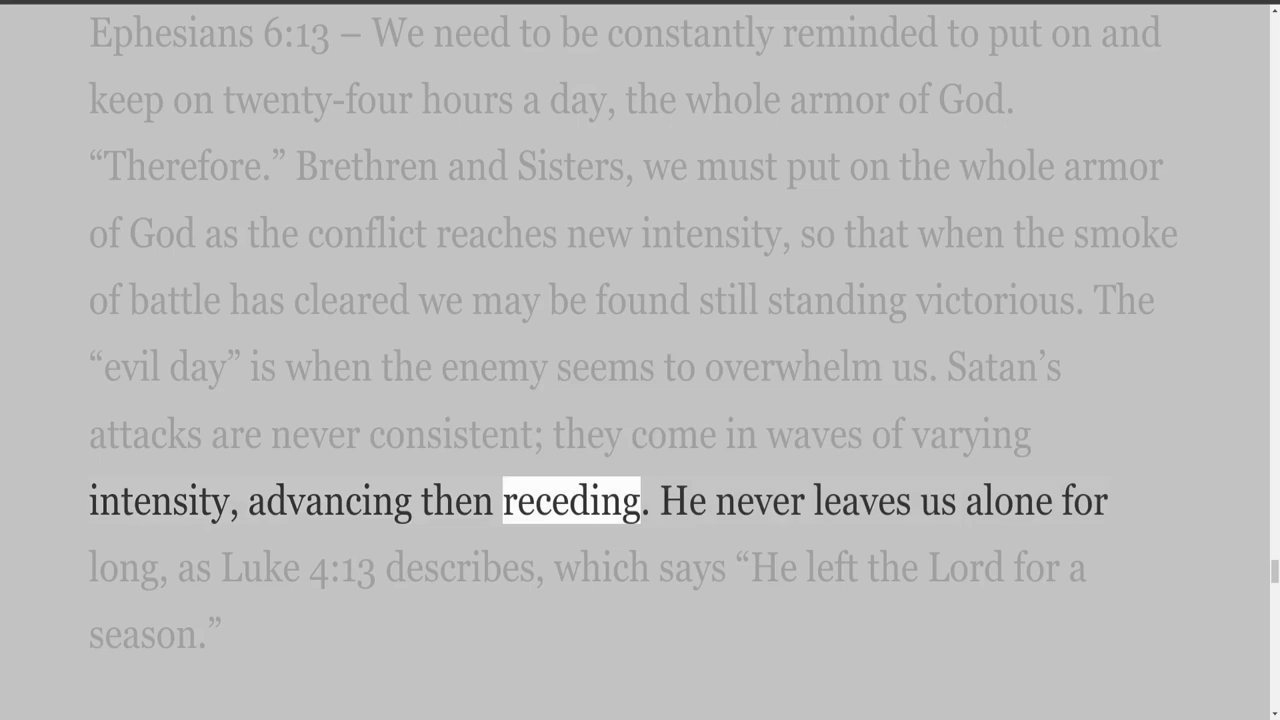 Ephesians 6:13 – We need to be constantly reminded to put on and
keep on twenty-four hours a day, the whole armor of God.
“Therefore.” Brethren and Sisters, we must put on the whole armor
of God as the conflict reaches new intensity, so that when the smoke
of battle has cleared we may be found still standing victorious. The
“evil day” is when the enemy seems to overwhelm us. Satan’s
attacks are never consistent; they come in waves of varying
intensity, advancing then receding. He never leaves us alone for
long, as Luke 4:13 describes, which says “He left the Lord for a
season.”